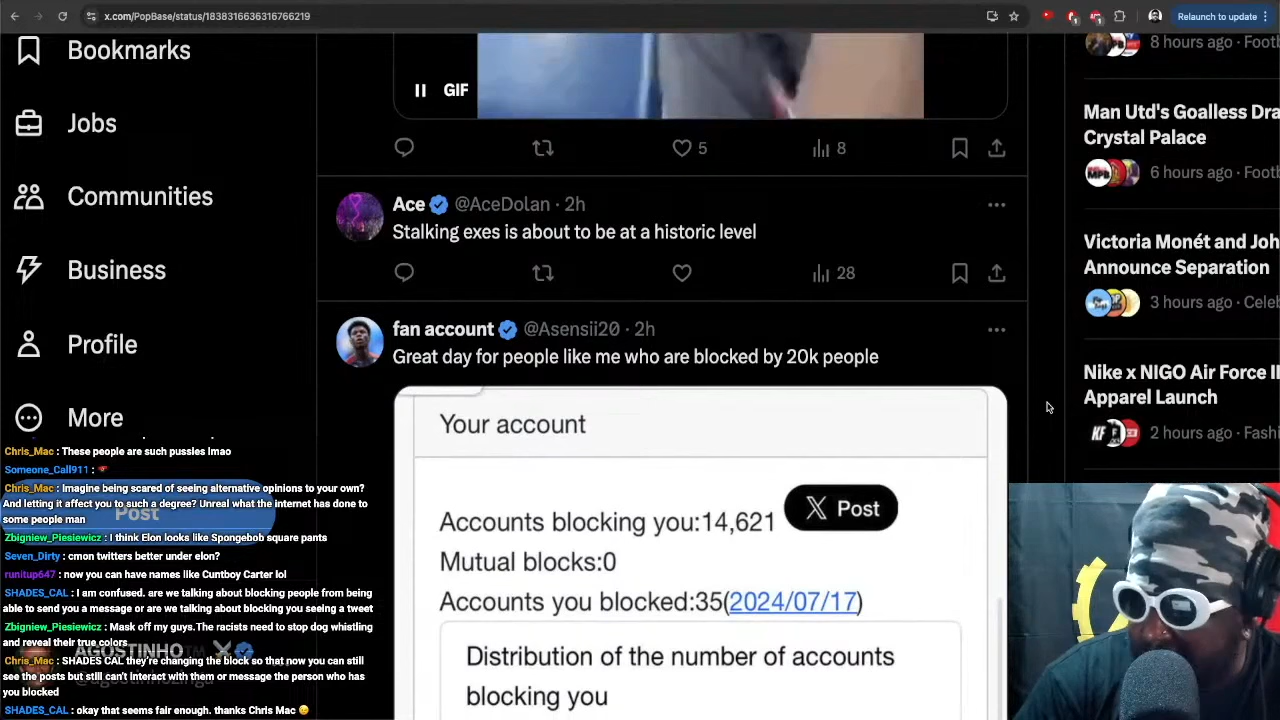 x.com/PopBase/status/1838316636316766219
Relaunch to update
Bookmarks
Jobs
Communities
Business
Profile
More
Post
GIF
5
8
Ace @AceDolan · 2h
Stalking exes is about to be at a historic level
28
fan account @Asensii20 · 2h
Great day for people like me who are blocked by 20k people
Your account
Accounts blocking you:14,621
X Post
Mutual blocks:0
Accounts you blocked:35(2024/07/17)
Distribution of the number of accounts
blocking you
8 hours ago · Footb
Man Utd's Goalless Dra
Crystal Palace
6 hours ago · Footb
Victoria Monét and Joh
Announce Separation
3 hours ago · Celeb
Nike x NIGO Air Force II
Apparel Launch
2 hours ago · Fashi
Chris_Mac : These people are such pussies lmao
Someone_Call911 :
Chris_Mac : Imagine being scared of seeing alternative opinions to your own?
And letting it affect you to such a degree? Unreal what the internet has done to
some people man
Zbigniew_Piesiewicz : I think Elon looks like Spongebob square pants
Seven_Dirty : cmon twitters better under elon?
runitup647 : now you can have names like Cuntboy Carter lol
SHADES_CAL : I am confused. are we talking about blocking people from being
able to send you a message or are we talking about blocking you seeing a tweet
Zbigniew_Piesiewicz : Mask off my guys.The racists need to stop dog whistling
and reveal their true colors
AGOSTINHO
Chris_Mac : SHADES CAL they're changing the block so that now you can still
see the posts but still can't interact with them or message the person who has
you blocked
SHADES_CAL : okay that seems fair enough. thanks Chris Mac